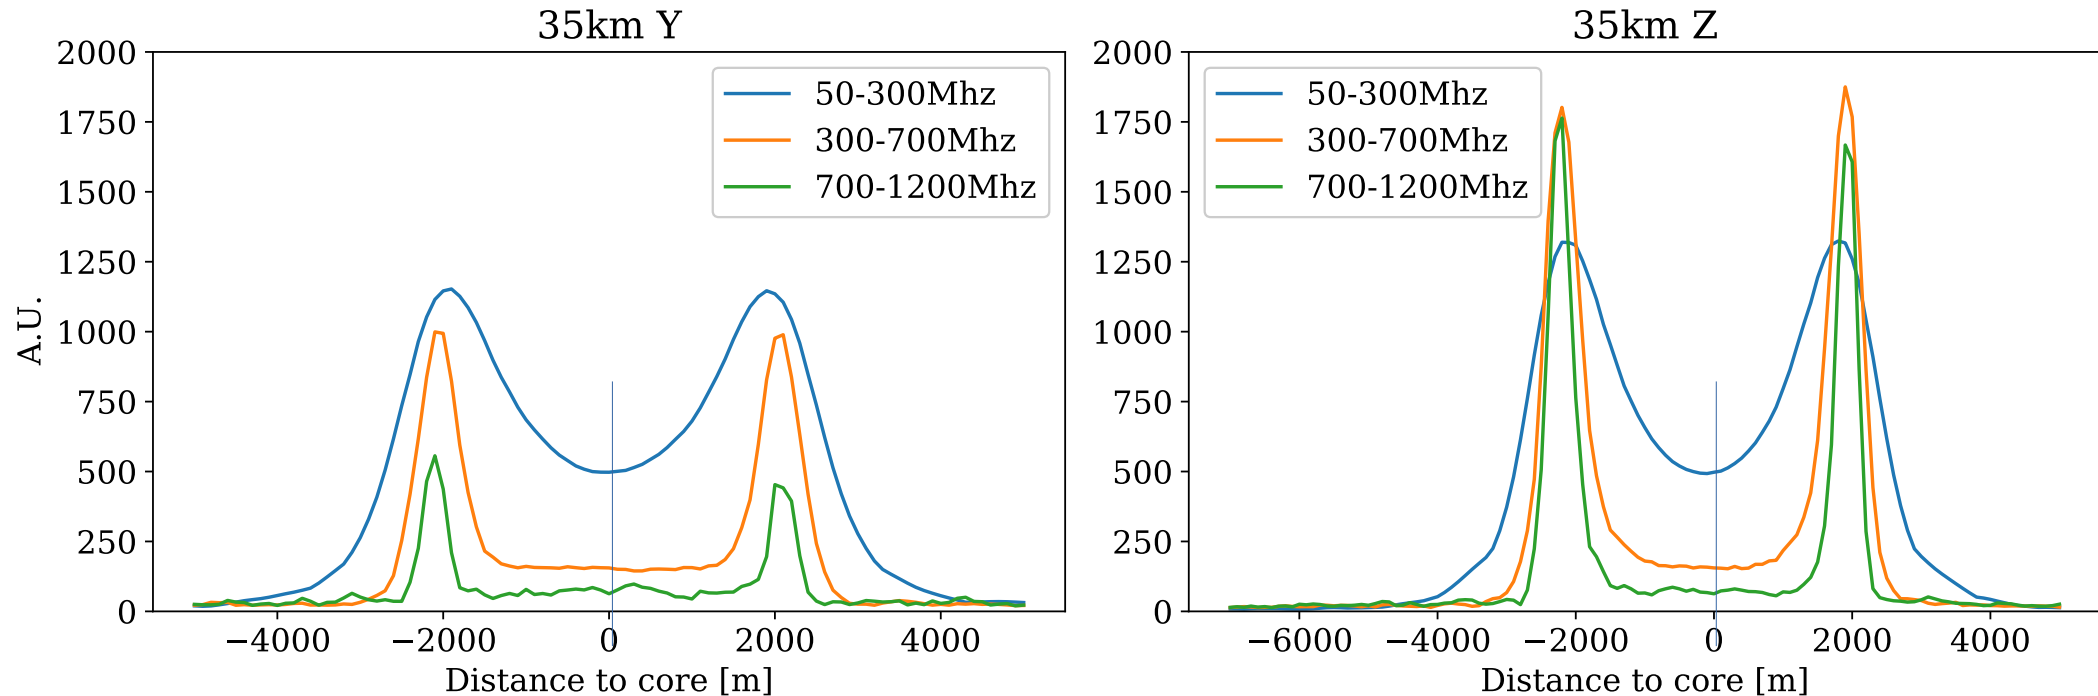 35km Y
2000
1750
1500
1250
1000
750
500
250
0
A.U.
50-300Mhz
300-700Mhz
700-1200Mhz
−4000 −2000 0 2000 4000
Distance to core [m]
35km Z
2000
1750
1500
1250
1000
750
500
250
0
50-300Mhz
300-700Mhz
700-1200Mhz
−6000 −4000 −2000 0 2000 4000
Distance to core [m]